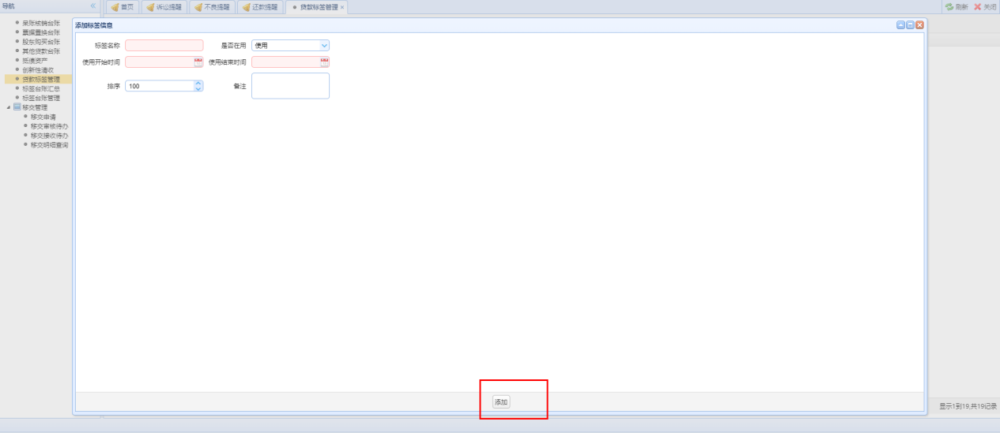 导航
首页
诉讼提醒
不良提醒
还款提醒
贷款标签管理
刷新
关闭
呆账核销台账
票据置换台账
股东购买台账
其他贷款台账
抵债资产
创新性清收
贷款标签管理
标签台账汇总
标签台账管理
移交管理
移交申请
移交审核待办
移交接收待办
移交明细查询
添加标签信息
标签名称
是否在用 使用
使用开始时间
使用结束时间
排序 100
备注
添加
显示1到19,共19记录